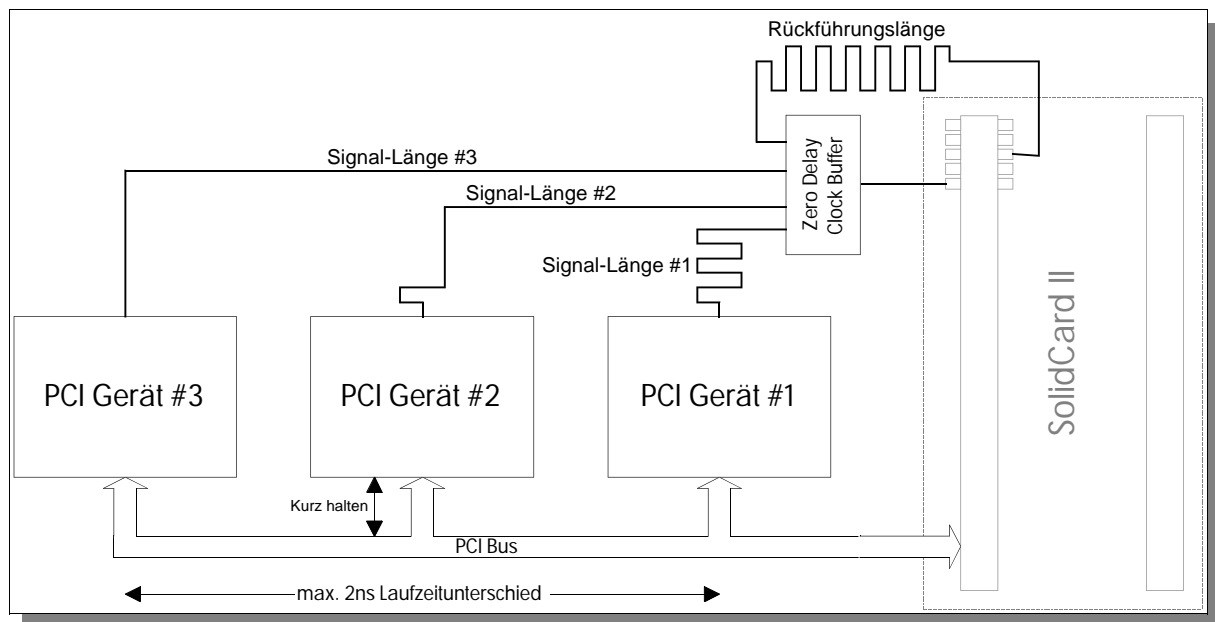 Rückführungslänge
Signal-Länge #3
Signal-Länge #2
Signal-Länge #1
Zero Delay
Clock Buffer
SolidCard II
PCI Gerät #3
PCI Gerät #2
PCI Gerät #1
Kurz halten
PCI Bus
max. 2ns Laufzeitunterschied